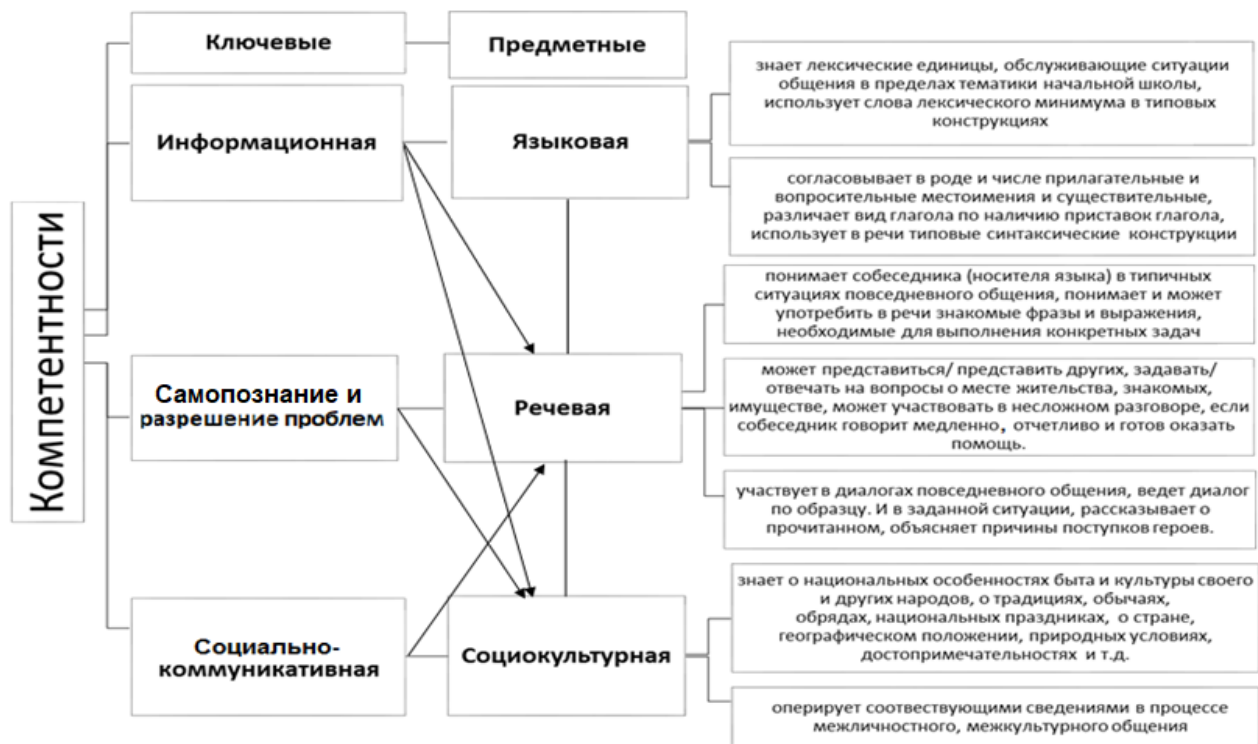 Компетентности
Ключевые
Предметные
Информационная
Языковая
знает лексические единицы, обслуживающие ситуации
общения в пределах тематики начальной школы,
использует слова лексического минимума в типовых
конструкциях
согласовывает в роде и числе прилагательные и
вопросительные местоимения и существительные,
различает вид глагола по наличию приставок глагола,
использует в речи типовые синтаксические конструкции
Самопознание и
разрешение проблем
Речевая
понимает собеседника (носителя языка) в типичных
ситуациях повседневного общения, понимает и может
употребить в речи знакомые фразы и выражения,
необходимые для выполнения конкретных задач
может представиться/ представить других, задавать/
отвечать на вопросы о месте жительства, знакомых,
имуществе, может участвовать в несложном разговоре, если
собеседник говорит медленно, отчетливо и готов оказать
помощь.
участвует в диалогах повседневного общения, ведет диалог
по образцу. И в заданной ситуации, рассказывает о
прочитанном, объясняет причины поступков героев.
Социально-
коммуникативная
Социокультурная
знает о национальных особенностях быта и культуры своего
и других народов, о традициях, обычаях,
обрядах, национальных праздниках, о стране,
географическом положении, природных условиях,
достопримечательностях и т.д.
оперирует соотвествующими сведениями в процессе
межличностного, межкультурного общения